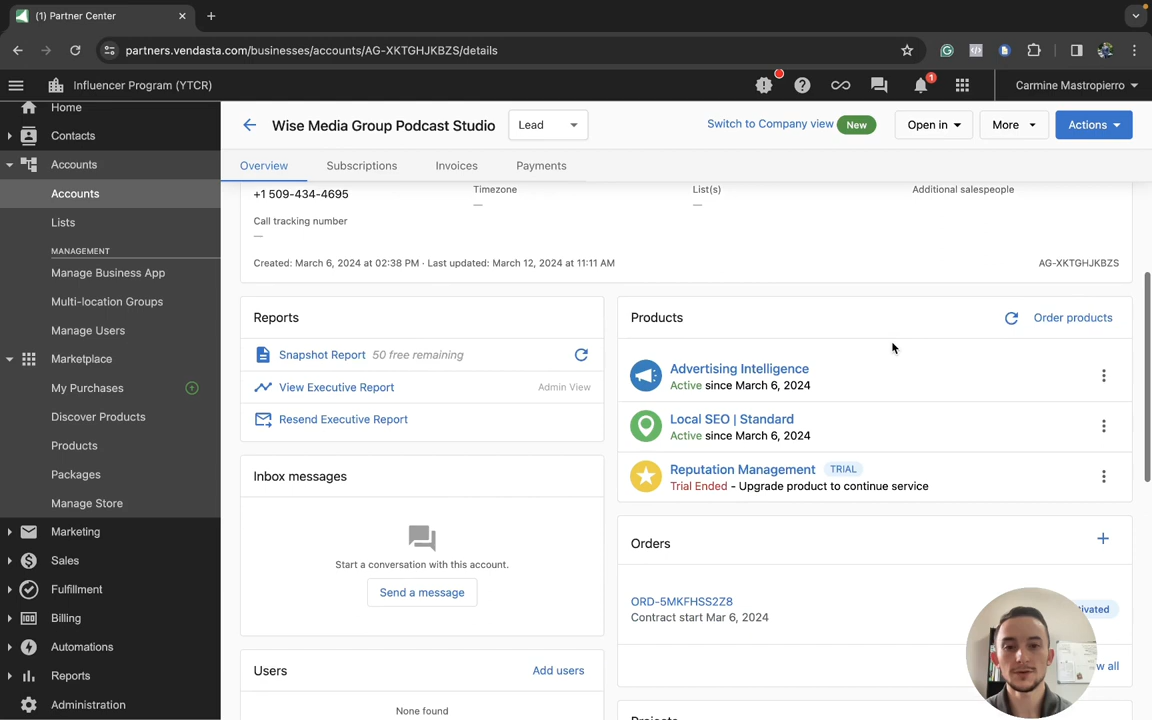 (1) Partner Center
partners.vendasta.com/businesses/accounts/AG-XKTGHJKBZS/details
Influencer Program (YTCR)
1
Carmine Mastropierro
Home
Contacts
Accounts
Accounts
Lists
MANAGEMENT
Manage Business App
Multi-location Groups
Manage Users
Marketplace
My Purchases
Discover Products
Products
Packages
Manage Store
Marketing
Sales
Fulfillment
Billing
Automations
Reports
Administration
Wise Media Group Podcast Studio
Lead
Switch to Company view New
Open in
More
Actions
Overview Subscriptions Invoices Payments
+1 509-434-4695
Timezone
List(s)
Additional salespeople
—
—
Call tracking number
—
Created: March 6, 2024 at 02:38 PM · Last updated: March 12, 2024 at 11:11 AM
AG-XKTGHJKBZS
Reports
Snapshot Report 50 free remaining
View Executive Report Admin View
Resend Executive Report
Inbox messages
Start a conversation with this account.
Send a message
Users Add users
None found
Products Order products
Advertising Intelligence
Active since March 6, 2024
Local SEO | Standard
Active since March 6, 2024
Reputation Management TRIAL
Trial Ended - Upgrade product to continue service
Orders
ORD-5MKFHSS2Z8
Contract start Mar 6, 2024